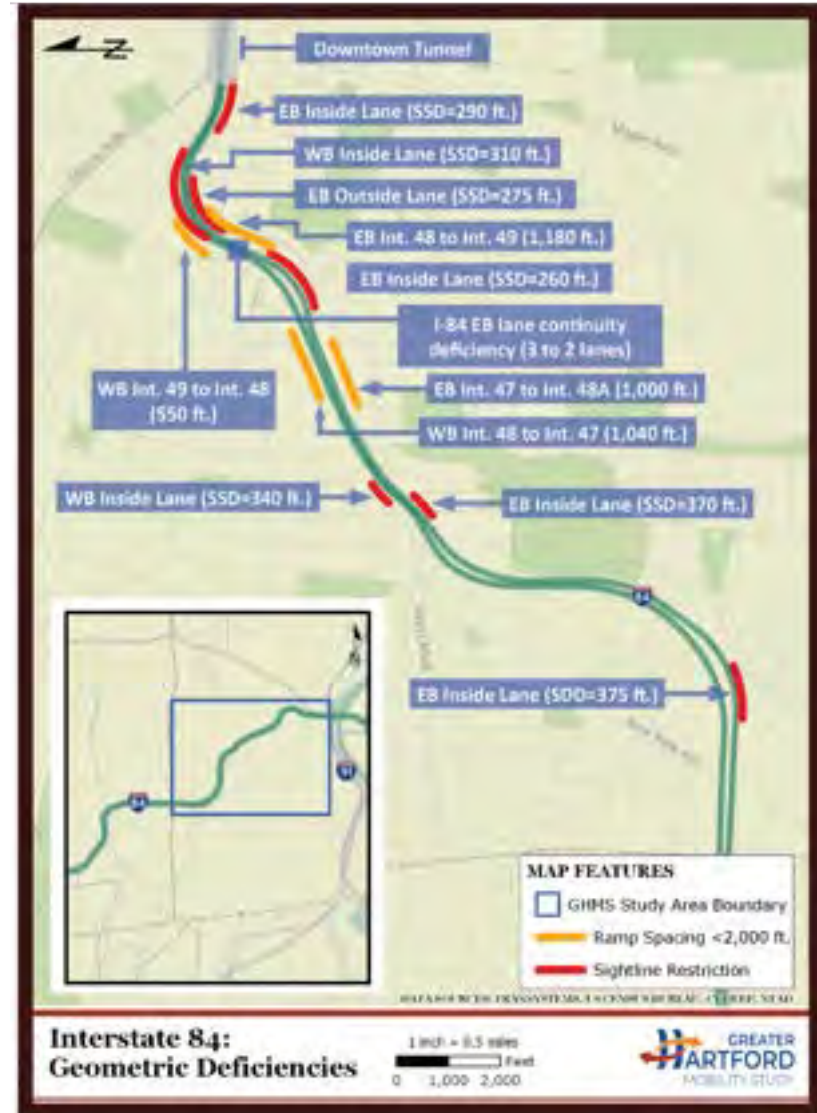 N
Downtown Tunnel
EB Inside Lane (SSD=290 ft.)
WB Inside Lane (SSD=310 ft.)
EB Outside Lane (SSD=275 ft.)
EB Int. 48 to Int. 49 (1,180 ft.)
EB Inside Lane (SSD=260 ft.)
I-84 EB lane continuity
deficiency (3 to 2 lanes)
WB Int. 49 to Int. 48
(550 ft.)
EB Int. 47 to Int. 48A (1,000 ft.)
WB Int. 48 to Int. 47 (1,040 ft.)
WB Inside Lane (SSD=340 ft.)
EB Inside Lane (SSD=370 ft.)
84
EB Inside Lane (SDD=375 ft.)
84
91
MAP FEATURES
GHMS Study Area Boundary
Ramp Spacing <2,000 ft.
Sightline Restriction
Interstate 84:
Geometric Deficiencies
1 inch = 0.5 miles
Feet
0 1,000 2,000
GREATER
HARTFORD
MOBILITY STUDY